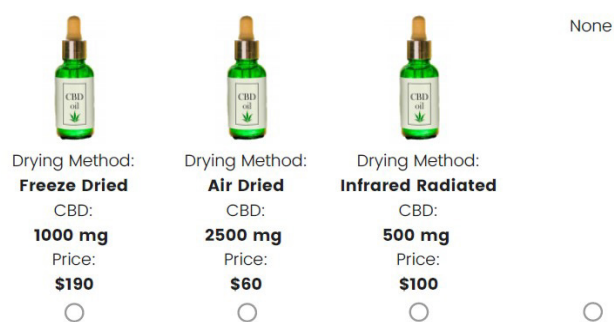 None
CBD
oil
CBD
oil
CBD
oil
Drying Method:
Freeze Dried
CBD:
1000 mg
Price:
$190
Drying Method:
Air Dried
CBD:
2500 mg
Price:
$60
Drying Method:
Infrared Radiated
CBD:
500 mg
Price:
$100